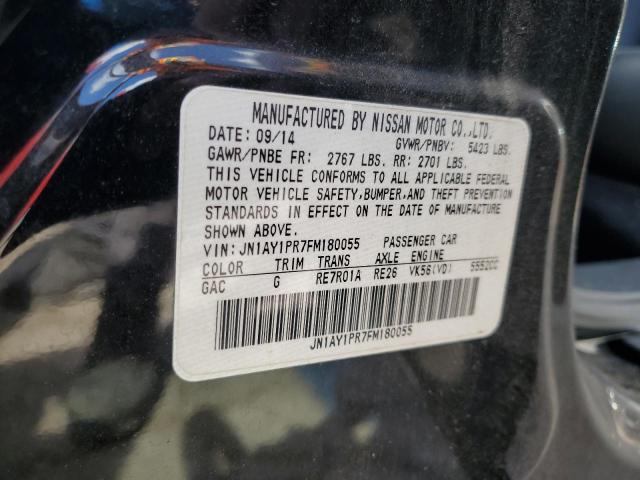 MANUFACTURED BY NISSAN MOTOR CO.,LTD.
DATE: 09/14 GVWR/PNBV: 5423 LBS.
GAWR/PNBE FR: 2767 LBS. RR: 2701 LBS.
THIS VEHICLE CONFORMS TO ALL APPLICABLE FEDERAL
MOTOR VEHICLE SAFETY,BUMPER,AND THEFT PREVENTION
STANDARDS IN EFFECT ON THE DATE OF MANUFACTURE
SHOWN ABOVE.
VIN: JN1AY1PR7FM180055 PASSENGER CAR
COLOR TRIM TRANS AXLE ENGINE
GAC G RE7R01A RE26 VK56(VD) 5552CC
JN1AY1PR7FM180055